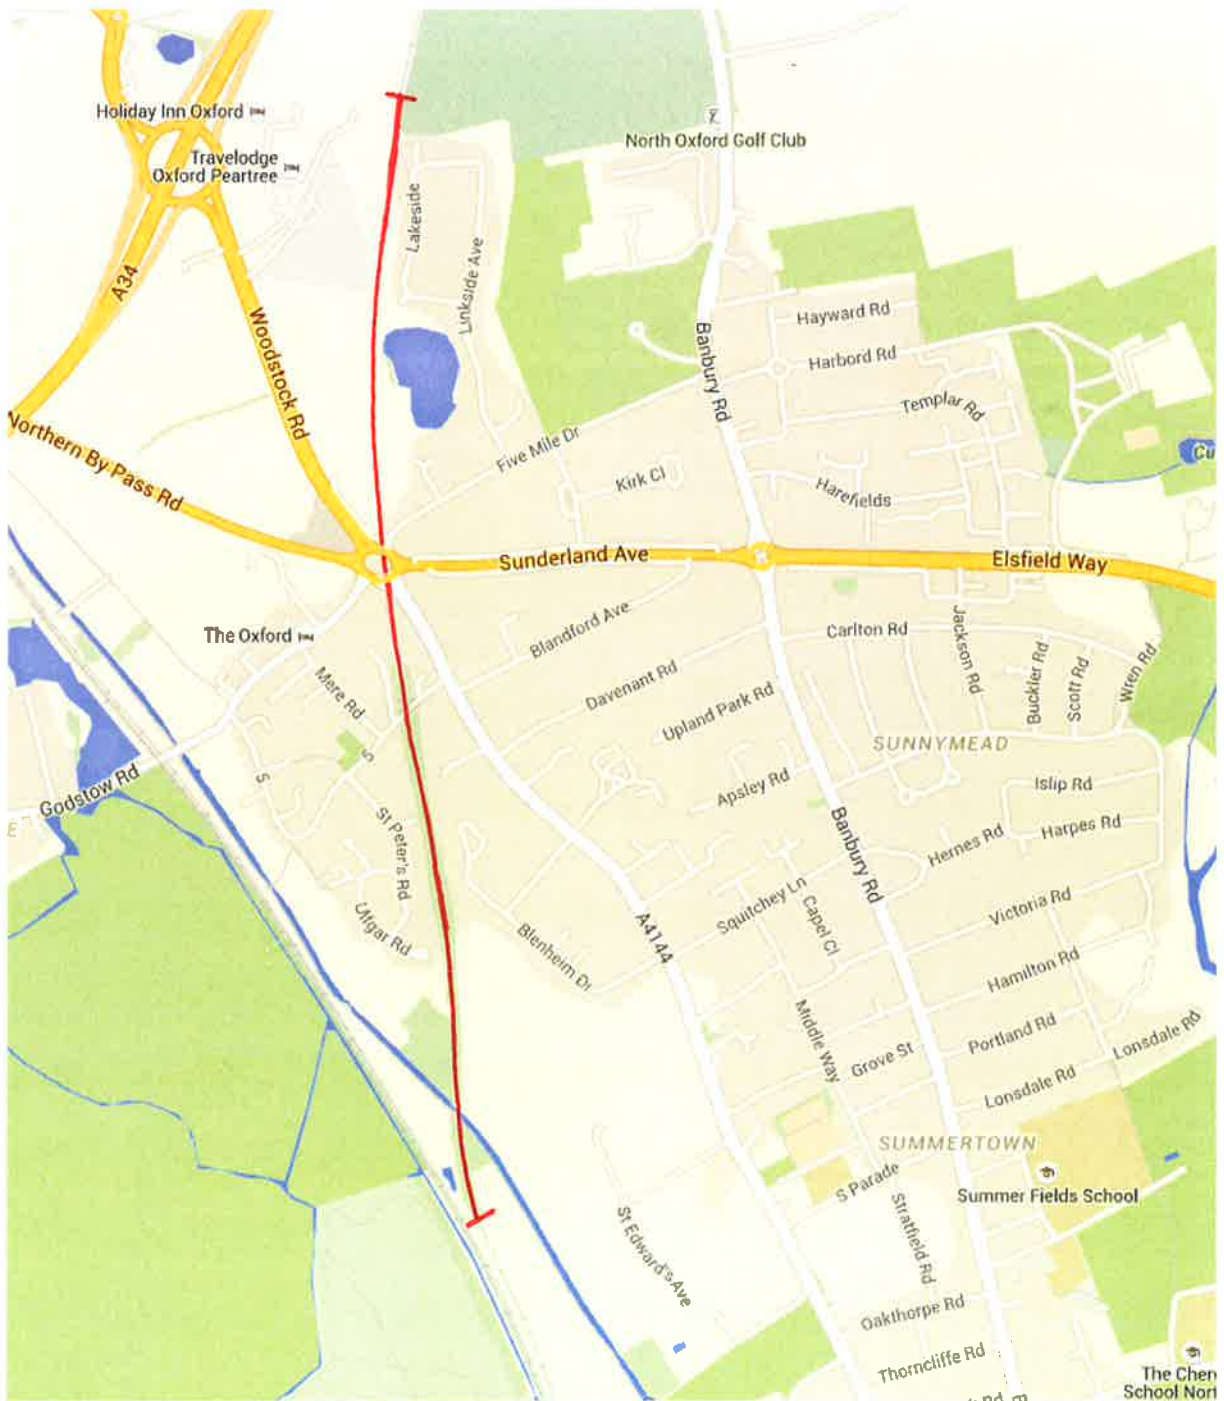 Holiday Inn Oxford
Travelodge
Oxford Peartree
North Oxford Golf Club
Lakeside
Linkside Ave
A34
Woodstock Rd
Banbury Rd
Hayward Rd
Harbord Rd
Templar Rd
Northern By Pass Rd
Five Mile Dr
Kirk Cl
Harefields
Cu
Sunderland Ave
Elsfield Way
The Oxford
Blandford Ave
Carlton Rd
Jackson Rd
Buckler Rd
Scott Rd
Wren Rd
Mere Rd
Davenant Rd
Upland Park Rd
SUNNYMEAD
S
S
Godstow Rd
Apsley Rd
Islip Rd
E
St Peter's Rd
Banbury Rd
Hernes Rd
Harpes Rd
Ulfgar Rd
Blenheim Dr
A4144
Squitchey Ln
Capel Cl
Victoria Rd
Hamilton Rd
Middle Way
Grove St
Portland Rd
Lonsdale Rd
Lonsdale Rd
SUMMERTOWN
S Parade
Summer Fields School
St Edward's Ave
Stratfield Rd
Oakthorpe Rd
Thorncliffe Rd
The Cher
School Nort